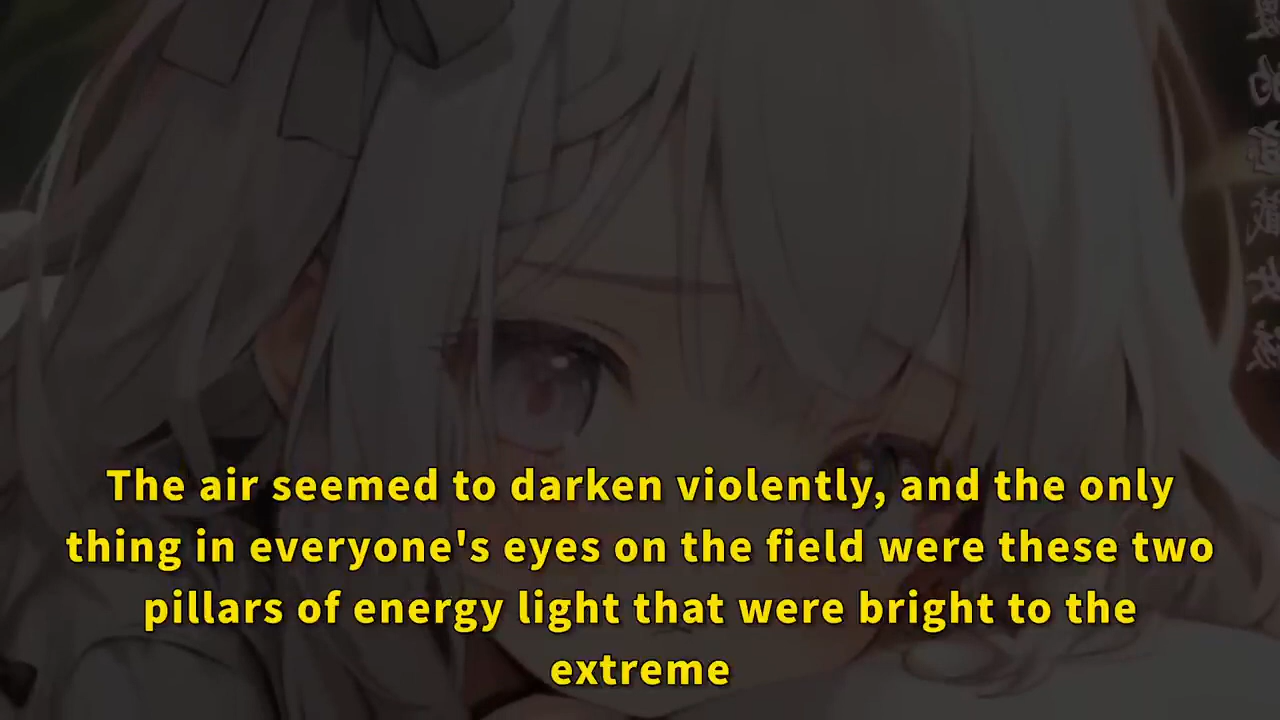 The air seemed to darken violently, and the only
thing in everyone's eyes on the field were these two
pillars of energy light that were bright to the
extreme